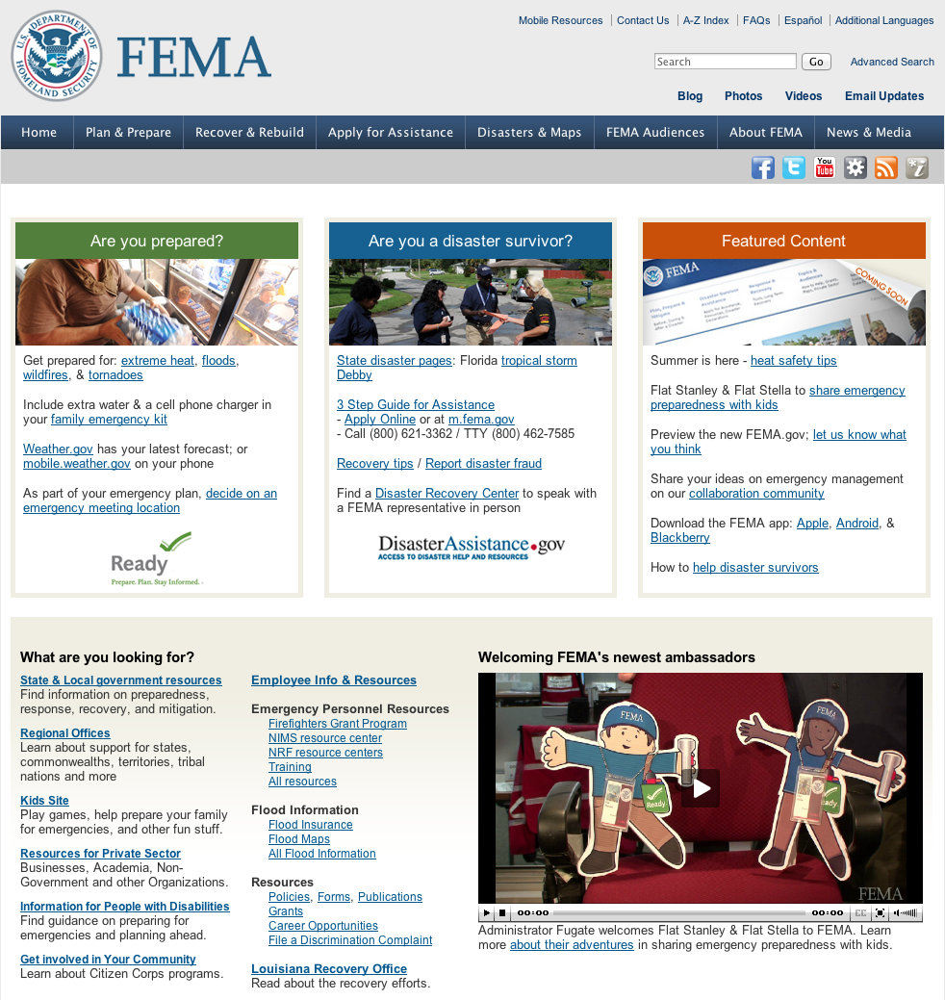 Mobile Resources | Contact Us | A-Z Index | FAQs | Español | Additional Languages
U.S. DEPARTMENT OF HOMELAND SECURITY
FEMA
Search Go Advanced Search
Blog Photos Videos Email Updates
Home Plan & Prepare Recover & Rebuild Apply for Assistance Disasters & Maps FEMA Audiences About FEMA News & Media
You Tube
Are you prepared?
Get prepared for: extreme heat, floods,
wildfires, & tornadoes
Include extra water & a cell phone charger in
your family emergency kit
Weather.gov has your latest forecast; or
mobile.weather.gov on your phone
As part of your emergency plan, decide on an
emergency meeting location
Ready
Prepare. Plan. Stay Informed.
Are you a disaster survivor?
State disaster pages: Florida tropical storm
Debby
3 Step Guide for Assistance
- Apply Online or at m.fema.gov
- Call (800) 621-3362 / TTY (800) 462-7585
Recovery tips / Report disaster fraud
Find a Disaster Recovery Center to speak with
a FEMA representative in person
DisasterAssistance.gov
ACCESS TO DISASTER HELP AND RESOURCES
Featured Content
FEMA
COMING SOON
Summer is here - heat safety tips
Flat Stanley & Flat Stella to share emergency
preparedness with kids
Preview the new FEMA.gov; let us know what
you think
Share your ideas on emergency management
on our collaboration community
Download the FEMA app: Apple, Android, &
Blackberry
How to help disaster survivors
What are you looking for?
State & Local government resources
Find information on preparedness,
response, recovery, and mitigation.
Regional Offices
Learn about support for states,
commonwealths, territories, tribal
nations and more
Kids Site
Play games, help prepare your family
for emergencies, and other fun stuff.
Resources for Private Sector
Businesses, Academia, Non-
Government and other Organizations.
Information for People with Disabilities
Find guidance on preparing for
emergencies and planning ahead.
Get involved in Your Community
Learn about Citizen Corps programs.
Employee Info & Resources
Emergency Personnel Resources
Firefighters Grant Program
NIMS resource center
NRF resource centers
Training
All resources
Flood Information
Flood Insurance
Flood Maps
All Flood Information
Resources
Policies, Forms, Publications
Grants
Career Opportunities
File a Discrimination Complaint
Louisiana Recovery Office
Read about the recovery efforts.
Welcoming FEMA's newest ambassadors
FEMA
FEMA
Ready
Ready
FEMA
00:00 00:00 CC
Administrator Fugate welcomes Flat Stanley & Flat Stella to FEMA. Learn
more about their adventures in sharing emergency preparedness with kids.